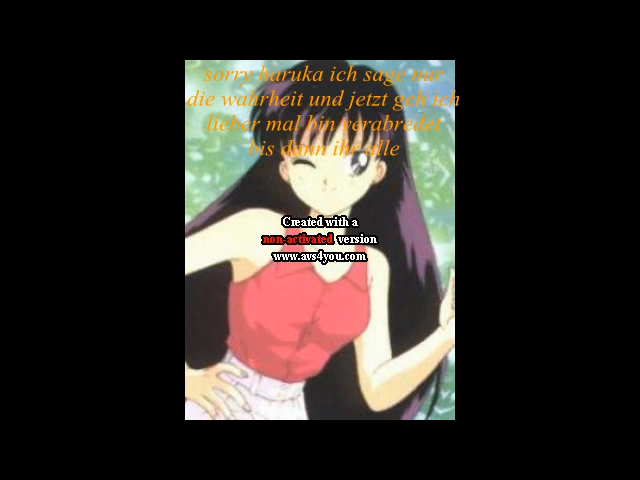 sorry haruka ich sage nur
die wahrheit und jetzt geh ich
lieber mal bin verabredet
bis dann ihr alle
Created with a
non-activated version
www.avs4you.com